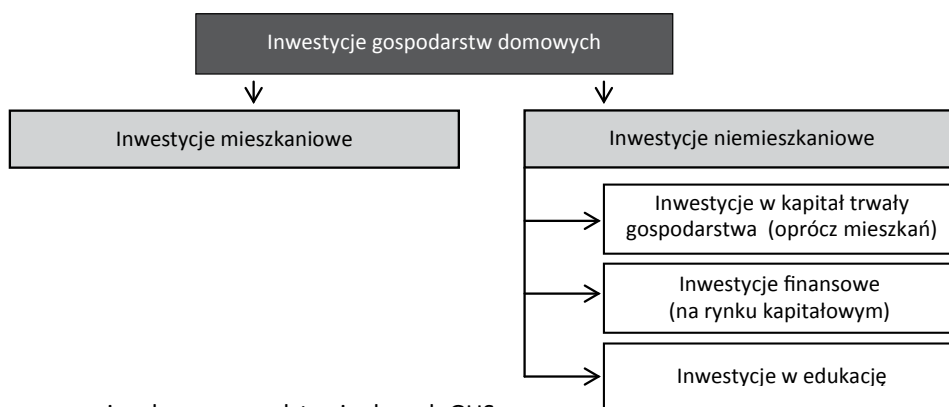 Inwestycje gospodarstw domowych
Inwestycje mieszkaniowe
Inwestycje niemieszkaniowe
Inwestycje w kapitał trwały
gospodarstwa (oprócz mieszkań)
Inwestycje finansowe
(na rynku kapitałowym)
Inwestycje w edukację